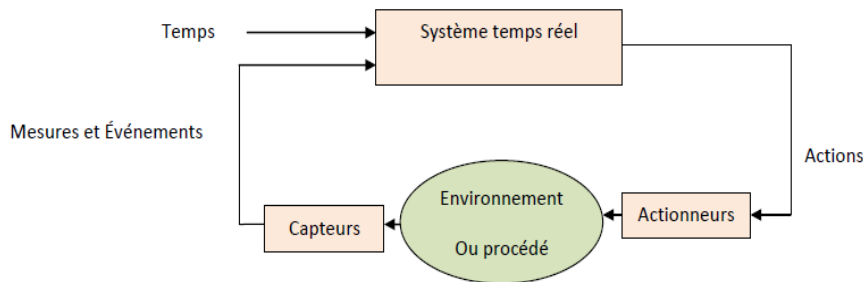 Temps
Système temps réel
Mesures et Événements
Actions
Environnement
Capteurs
Actionneurs
Ou procédé